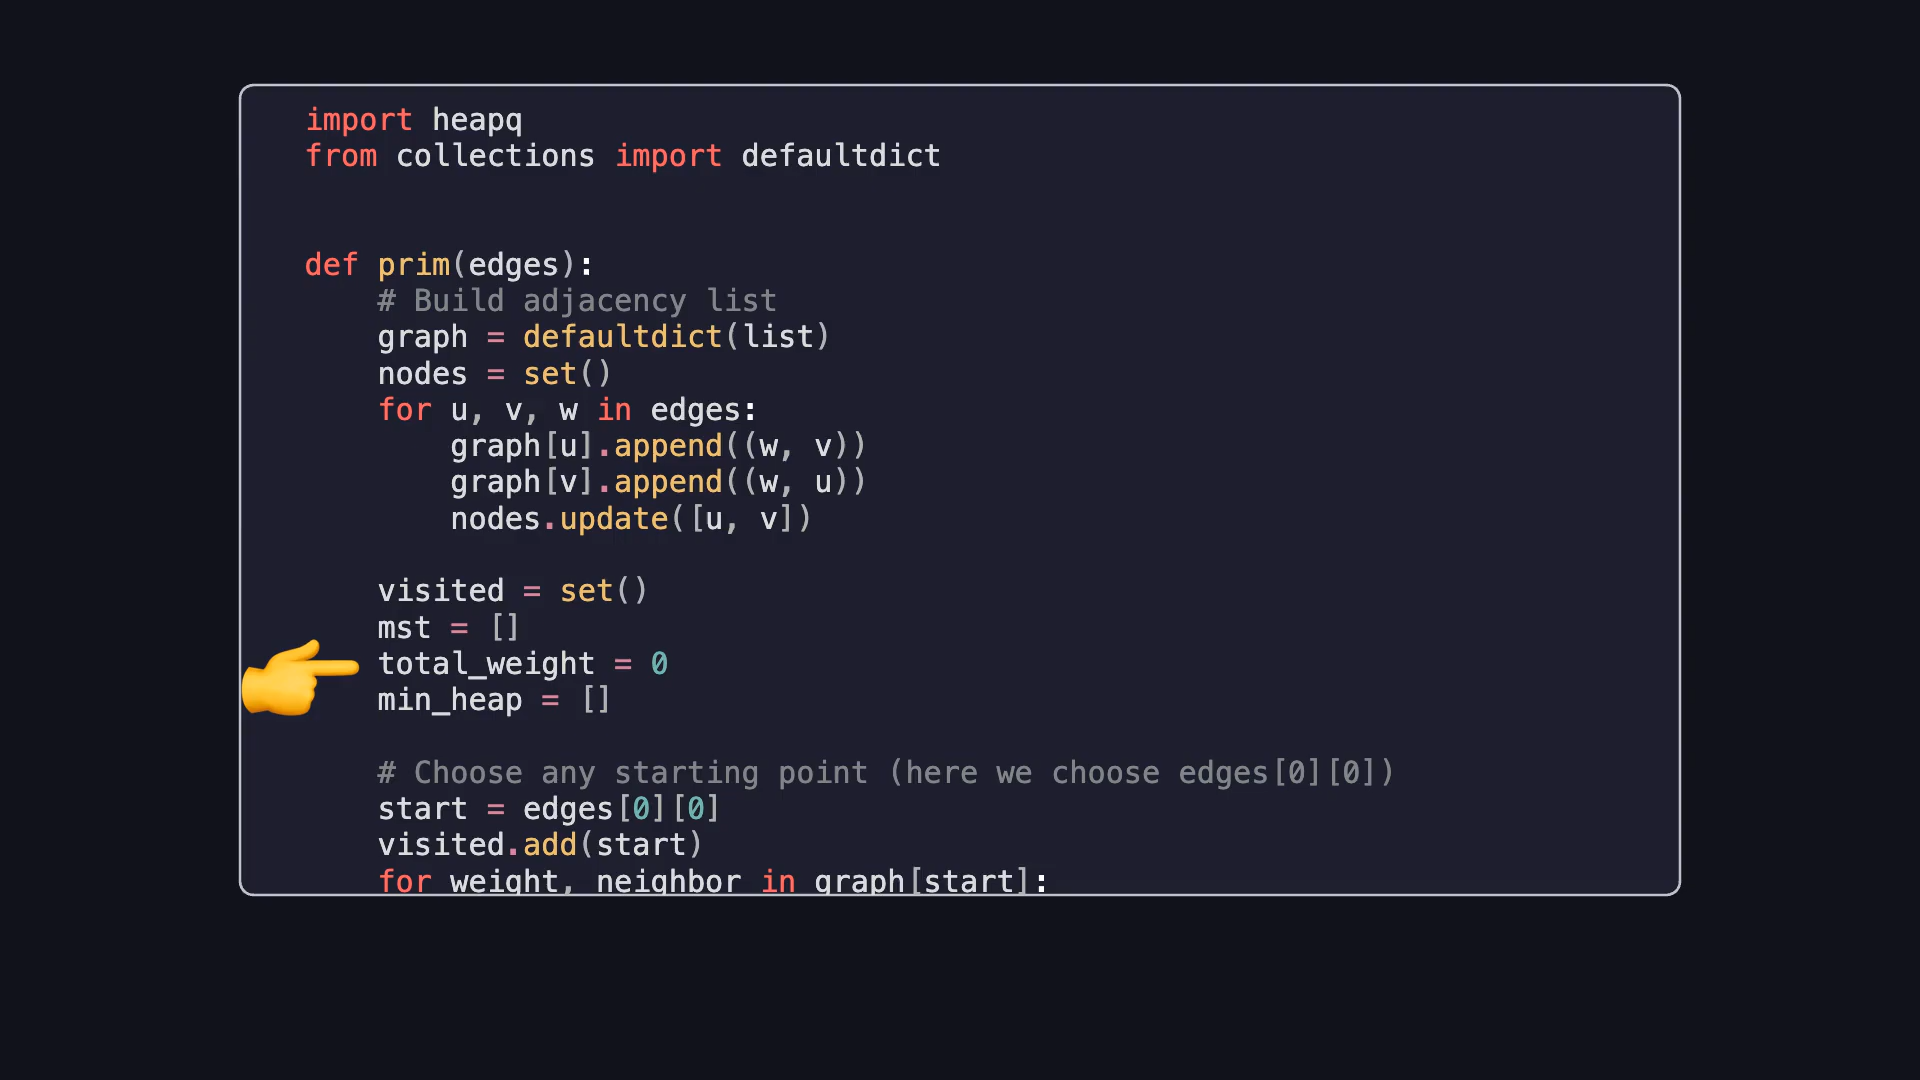 import heapq
from collections import defaultdict
def prim(edges):
    # Build adjacency list
    graph = defaultdict(list)
    nodes = set()
    for u, v, w in edges:
        graph[u].append((w, v))
        graph[v].append((w, u))
        nodes.update([u, v])
    visited = set()
    mst = []
    total_weight = 0
    min_heap = []
    # Choose any starting point (here we choose edges[0][0])
    start = edges[0][0]
    visited.add(start)
    for weight, neighbor in graph[start]: